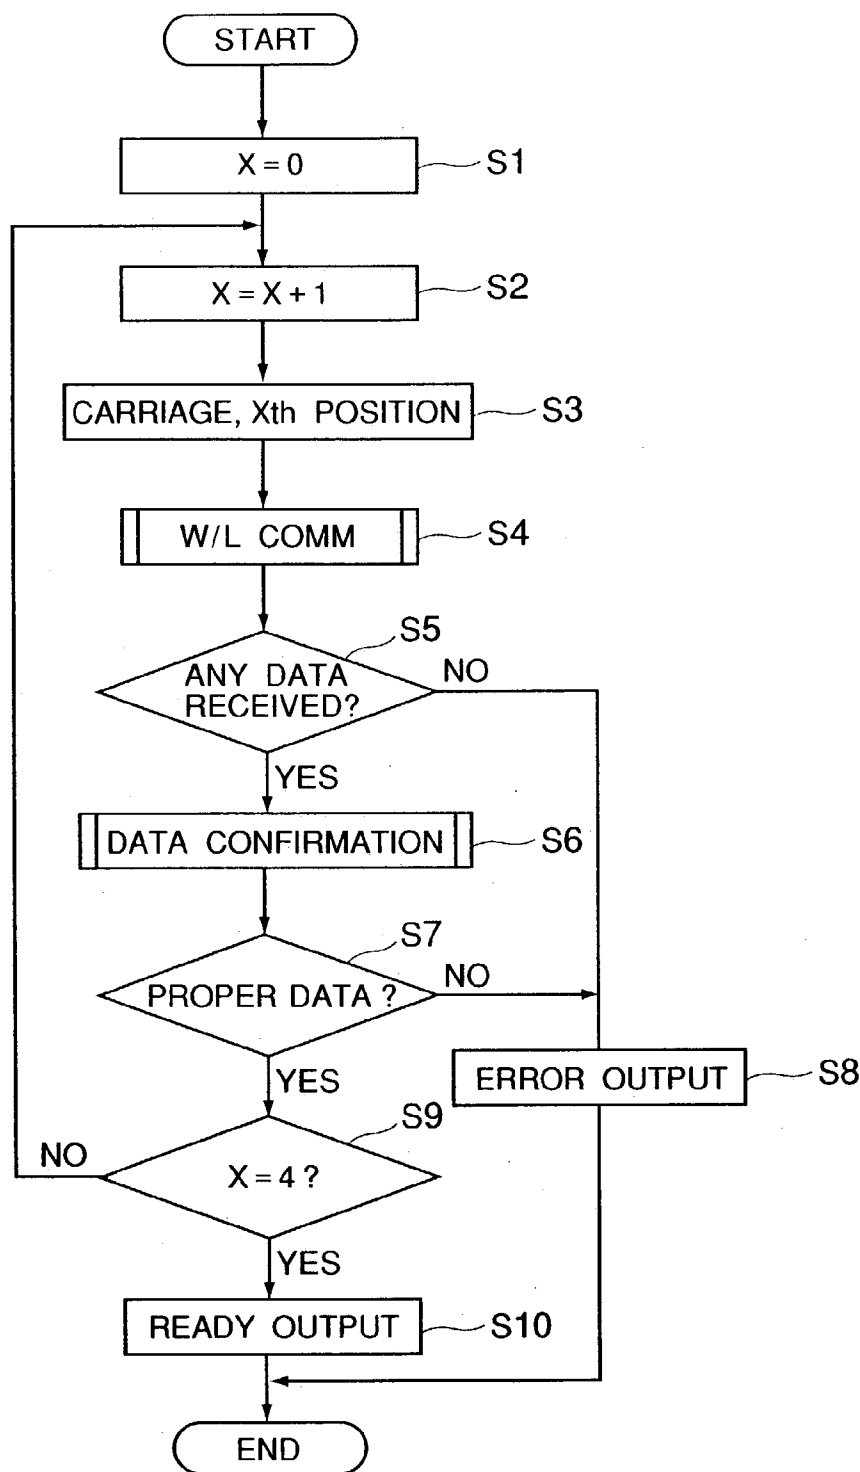 START
X = 0
S1
X = X + 1
S2
CARRIAGE, Xth POSITION
S3
W/L COMM
S4
S5
ANY DATA
RECEIVED?
NO
YES
DATA CONFIRMATION
S6
S7
PROPER DATA ?
NO
YES
ERROR OUTPUT
S8
S9
NO
X = 4 ?
YES
READY OUTPUT
S10
END